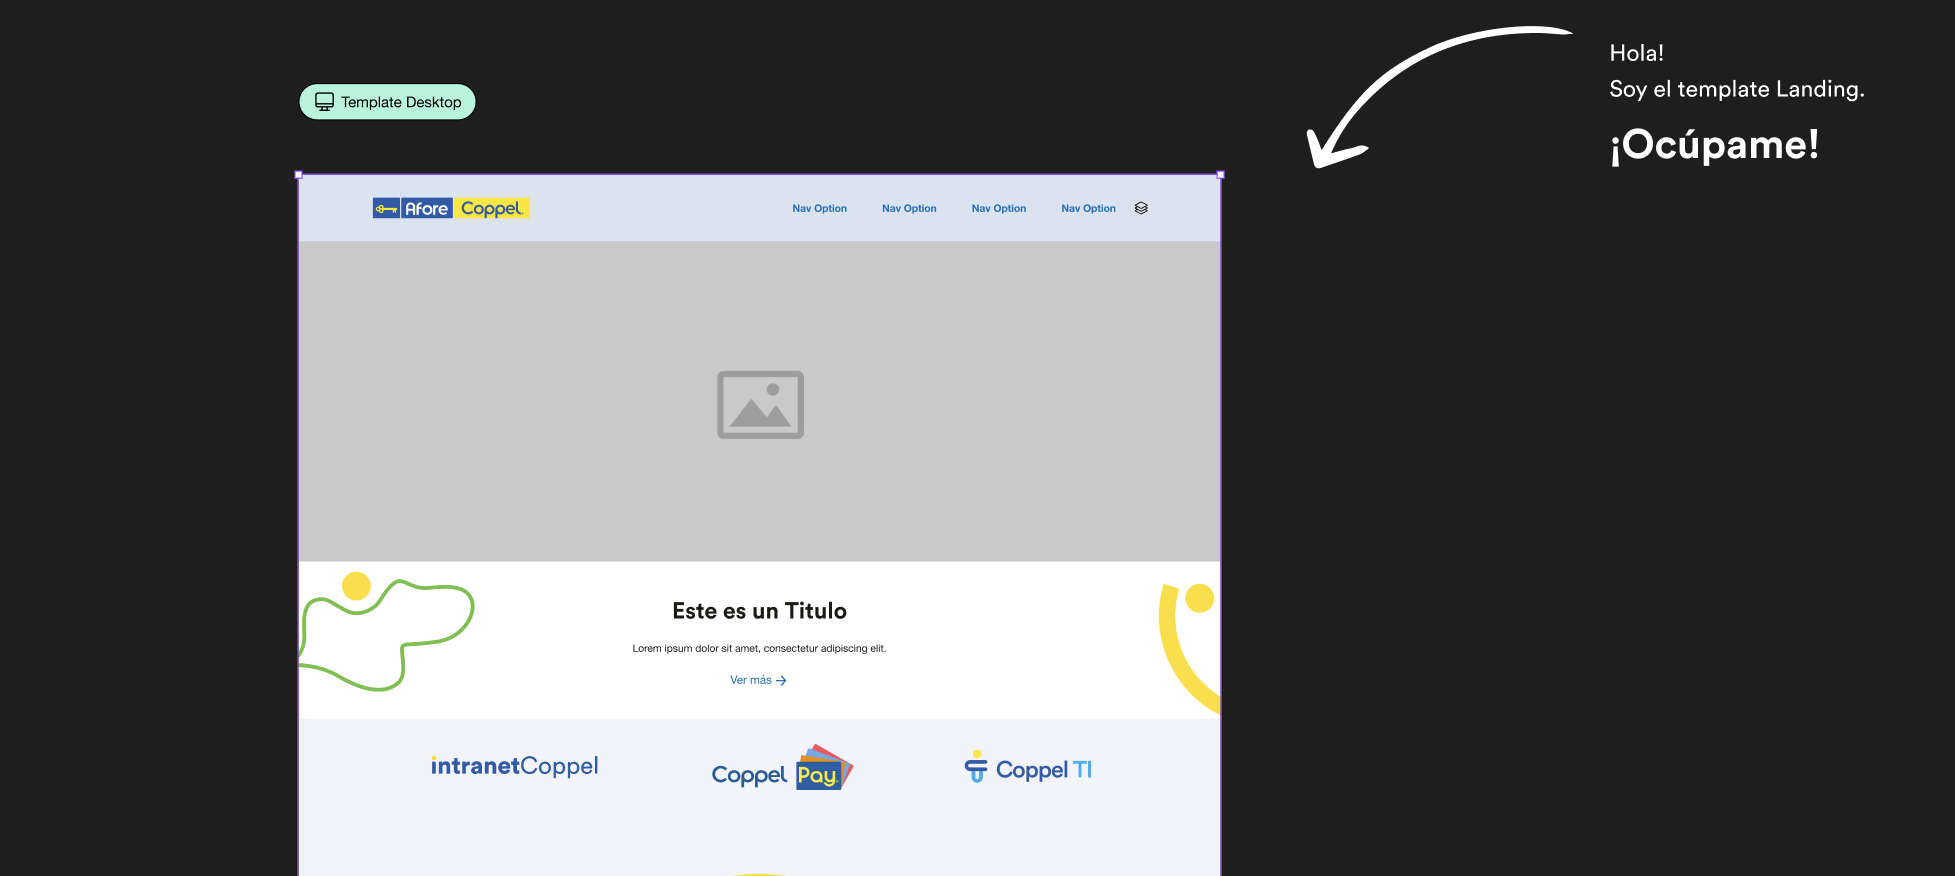 Hola!
Soy el template Landing.
¡Ocúpame!
Template Desktop
Afore Coppel
Nav Option Nav Option Nav Option Nav Option
Este es un Titulo
Lorem ipsum dolor sit amet, consectetur adipiscing elit.
Ver más
intranetCoppel
Coppel Pay
Coppel TI